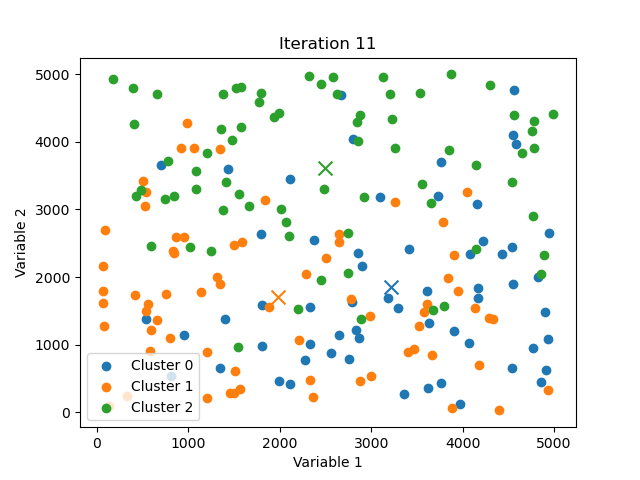 Iteration 11
Variable 2
5000
4000
3000
2000
1000
0
Cluster 0
Cluster 1
Cluster 2
0
1000
2000
3000
4000
5000
Variable 1